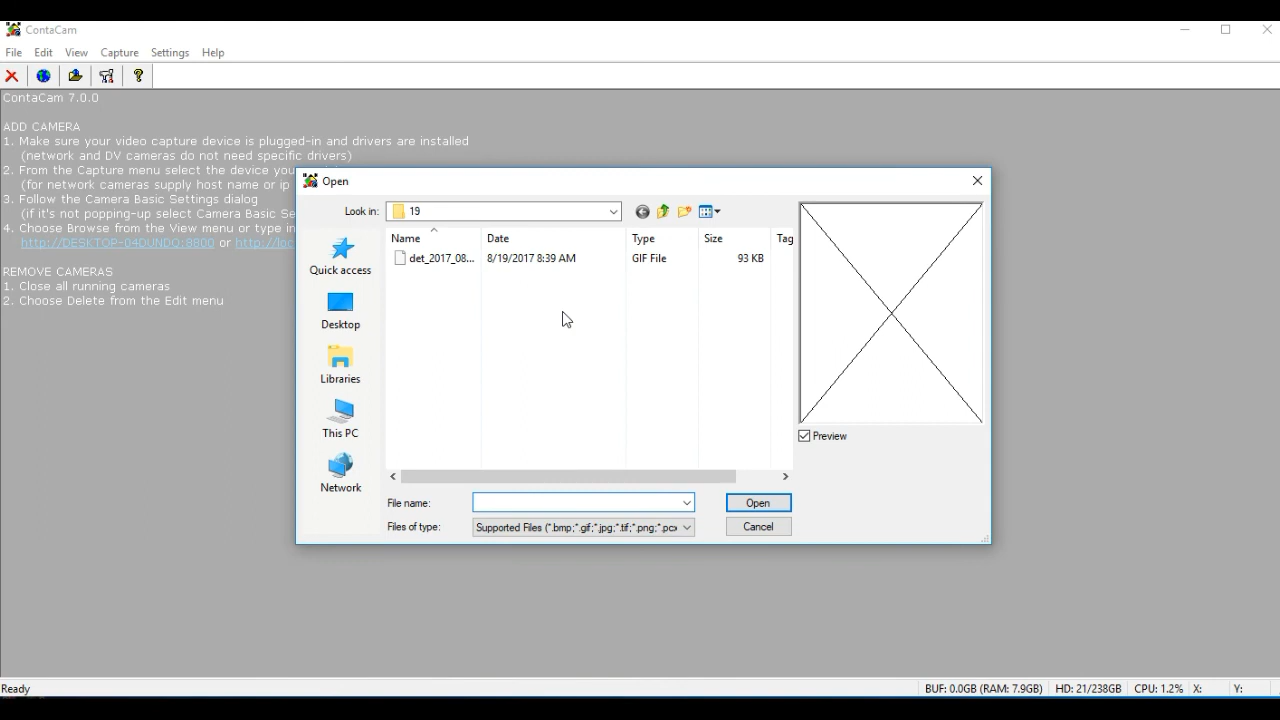 ContaCam
File Edit View Capture Settings Help
ContaCam 7.0.0
ADD CAMERA
1. Make sure your video capture device is plugged-in and drivers are installed
(network and DV cameras do not need specific drivers)
2. From the Capture menu select the device you
(for network cameras supply host name or ip
3. Follow the Camera Basic Settings dialog
(if it's not popping-up select Camera Basic Se
4. Choose Browse from the View menu or type in
http://DESKTOP-04DUNDQ:8800 or http://loc
REMOVE CAMERAS
1. Close all running cameras
2. Choose Delete from the Edit menu
Open
Look in: 19
Name Date Type Size Tag
det_2017_08... 8/19/2017 8:39 AM GIF File 93 KB
Quick access
Desktop
Libraries
This PC
Network
Preview
File name: Open
Files of type: Supported Files (*.bmp;*.gif;*.jpg;*.tif;*.png;*.pcx Cancel
Ready BUF: 0.0GB (RAM: 7.9GB) HD: 21/238GB CPU: 1.2% X: Y: